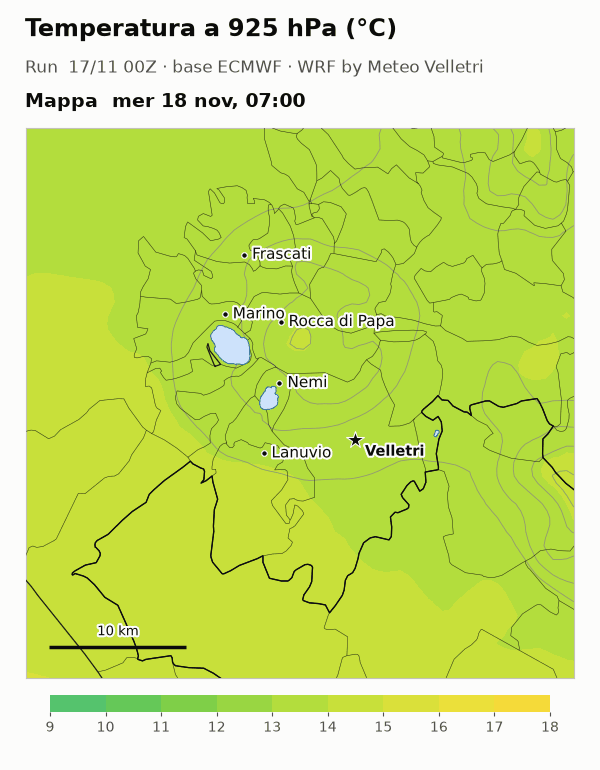 Temperatura a 925 hPa (°C)
Run  17/11 00Z · base ECMWF · WRF by Meteo Velletri
Mappa  mer 18 nov, 07:00
Frascati
Marino
Rocca di Papa
Nemi
Velletri
Lanuvio
10 km
9 10 11 12 13 14 15 16 17 18